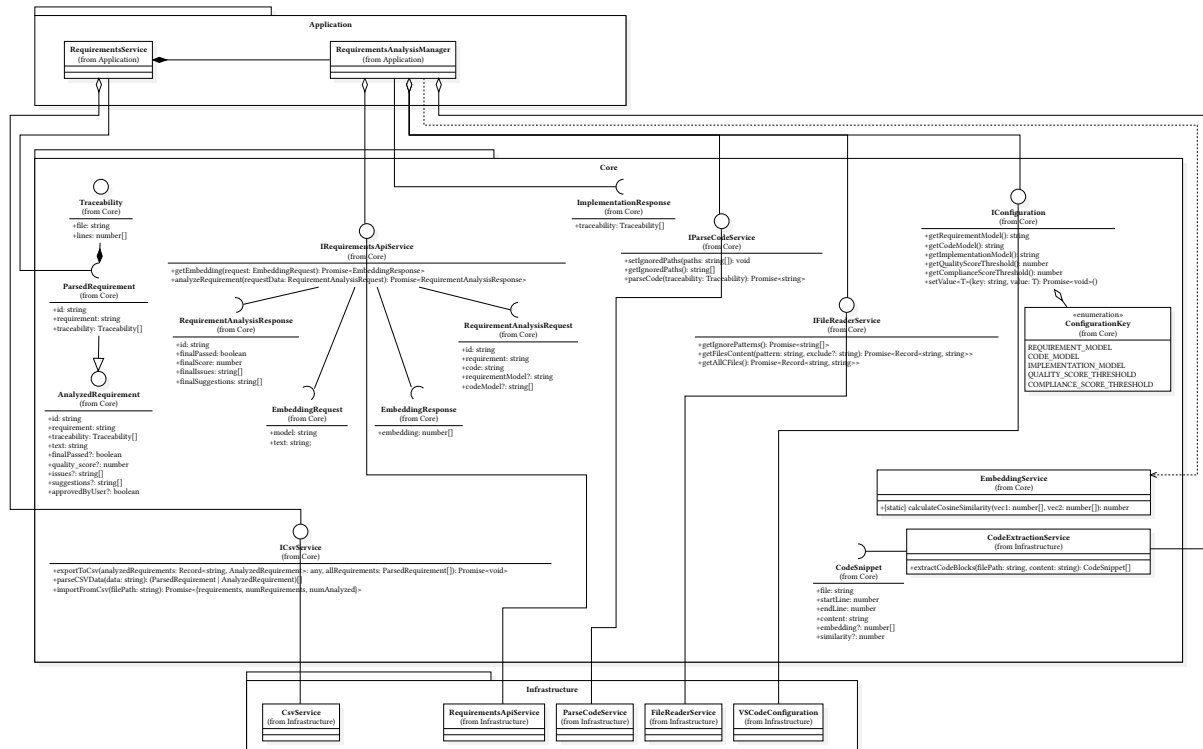 Application
RequirementsService
(from Application)
RequirementsAnalysisManager
(from Application)
Core
Traceability
(from Core)
+file: string
+lines: number[]
ParsedRequirement
(from Core)
+id: string
+requirement: string
+traceability: Traceability[]
AnalyzedRequirement
(from Core)
+id: string
+requirement: string
+traceability: Traceability[]
+text: string
+finalPassed?: boolean
+quality_score?: number
+issues?: string[]
+suggestions?: string[]
+approvedByUser?: boolean
IRequirementsApiService
(from Core)
+getEmbedding(request: EmbeddingRequest): Promise<EmbeddingResponse>
+analyzeRequirement(requestData: RequirementAnalysisRequest): Promise<RequirementAnalysisResponse>
RequirementAnalysisResponse
(from Core)
+id: string
+finalPassed: boolean
+finalScore: number
+finalIssues: string[]
+finalSuggestions: string[]
EmbeddingRequest
(from Core)
+model: string
+text: string;
EmbeddingResponse
(from Core)
+embedding: number[]
RequirementAnalysisRequest
(from Core)
+id: string
+requirement: string
+code: string
+requirementModel?: string
+codeModel?: string
ImplementationResponse
(from Core)
+traceability: Traceability[]
IParseCodeService
(from Core)
+setIgnoredPaths(paths: string[]): void
+getIgnoredPaths(): string[]
+parseCode(traceability: Traceability): Promise<string>
IFileReaderService
(from Core)
+getIgnorePatterns(): Promise<string[]>
+getFilesContent(pattern: string, exclude?: string): Promise<Record<string, string>>
+getAllCFiles(): Promise<Record<string, string>>
IConfiguration
(from Core)
+getRequirementModel(): string
+getCodeModel(): string
+getImplementationModel(): string
+getQualityScoreThreshold(): number
+getComplianceScoreThreshold(): number
+setValue<T>(key: string, value: T): Promise<void>()
«enumeration»
ConfigurationKey
(from Core)
REQUIREMENT_MODEL
CODE_MODEL
IMPLEMENTATION_MODEL
QUALITY_SCORE_THRESHOLD
COMPLIANCE_SCORE_THRESHOLD
EmbeddingService
(from Core)
+{static} calculateCosineSimilarity(vec1: number[], vec2: number[]): number
CodeExtractionService
(from Infrastructure)
+extractCodeBlocks(filePath: string, content: string): CodeSnippet[]
CodeSnippet
(from Core)
+file: string
+startLine: number
+endLine: number
+content: string
+embedding?: number[]
+similarity?: number
ICsvService
(from Core)
+exportToCsv(analyzedRequirements: Record<string, AnalyzedRequirement>: any, allRequirements: ParsedRequirement[]): Promise<void>
+parseCSVData(data: string): (ParsedRequirement | AnalyzedRequirement)[]
+importFromCsv(filePath: string): Promise<{requirements, numRequirements, numAnalyzed}>
Infrastructure
CsvService
(from Infrastructure)
RequirementsApiService
(from Infrastructure)
ParseCodeService
(from Infrastructure)
FileReaderService
(from Infrastructure)
VSCodeConfiguration
(from Infrastructure)